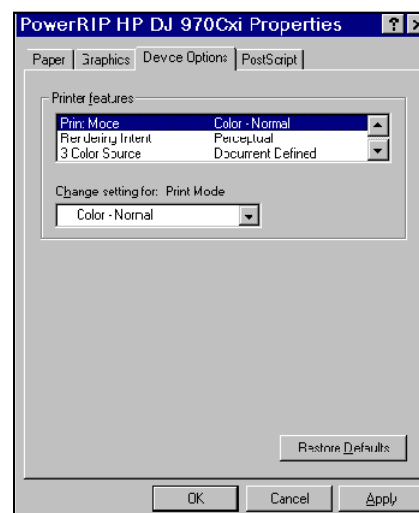 PowerRIP HP DJ 970Cxi Properties
Paper Graphics Device Options PostScript
Printer features
Print Mode Color - Normal
Rendering Intent Perceptual
3 Color Source Document Defined
Change setting for: Print Mode
Color - Normal
Restore Defaults
OK Cancel Apply